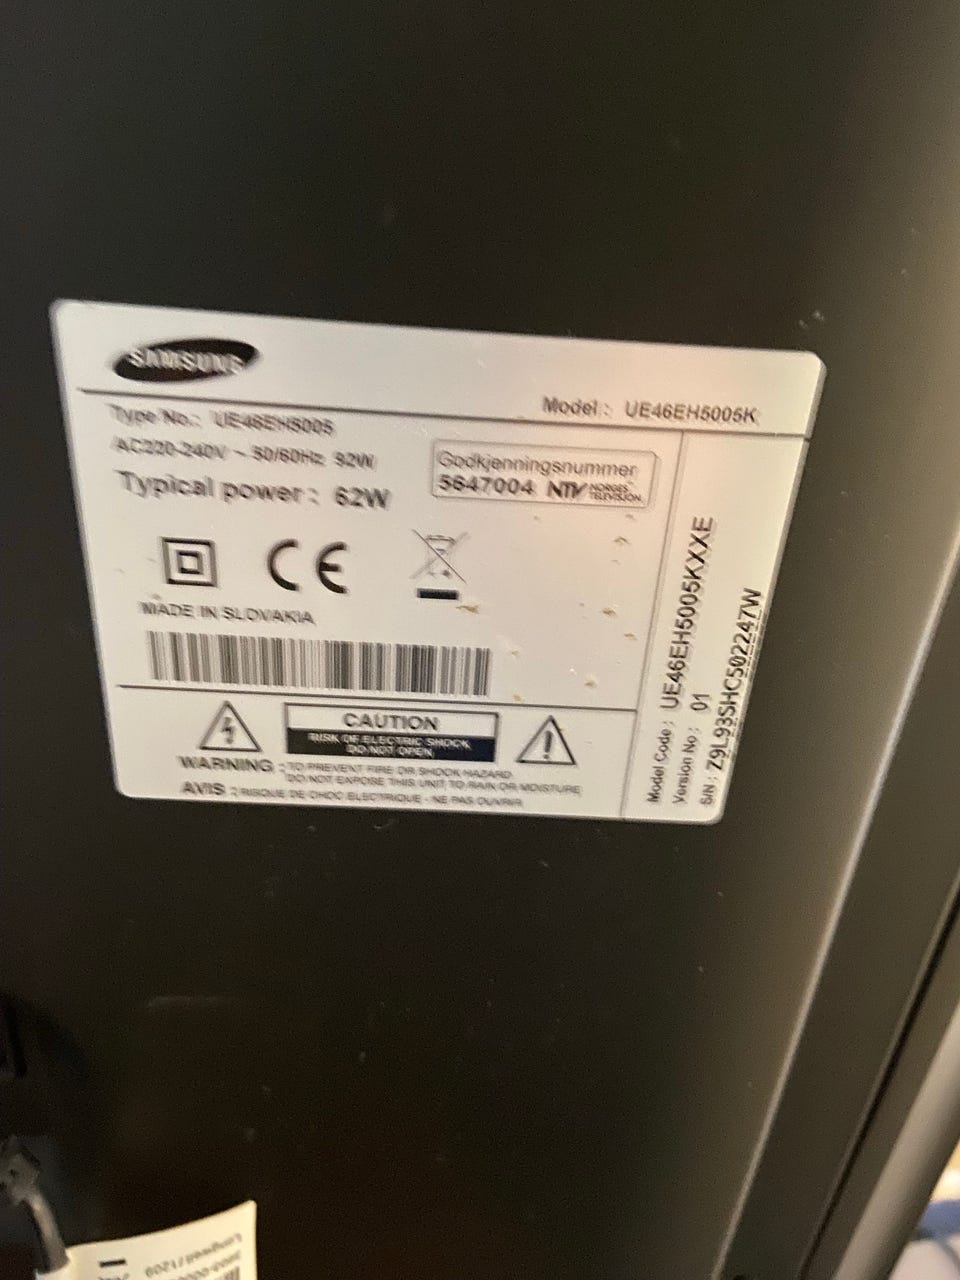 SAMSUNG
Model : UE46EH5005K
Type No.: UE46EH5005
AC220-240V ~ 50/60Hz 92W
Typical power : 62W
Godkjenningsnummer
5647004 NTV NORGES TELEVISION
CE
MADE IN SLOVAKIA
CAUTION
RISK OF ELECTRIC SHOCK
DO NOT OPEN
WARNING : TO PREVENT FIRE OR SHOCK HAZARD
DO NOT EXPOSE THIS UNIT TO RAIN OR MOISTURE
AVIS : RISQUE DE CHOC ELECTRIQUE - NE PAS OUVRIR
Model Code : UE46EH5005KXXE
Version No : 01
S/N : Z9L93SHC502247W